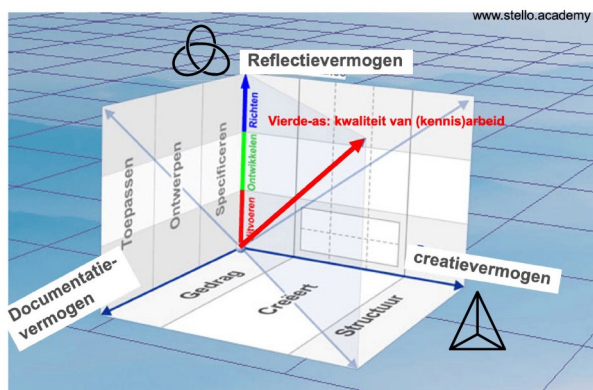 www.stello.academy
Reflectievermogen
Richten
Vierde-as: kwaliteit van (kennis)arbeid
Ontwikkelen
Toepassen
Ontwerpen
Specificeren
creatievermogen
Documentatie-
vermogen
Gedrag
Creëert
Structuur